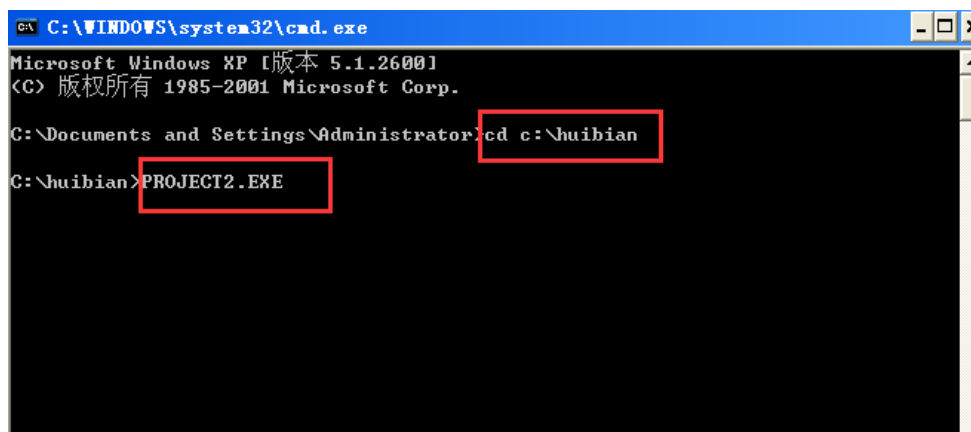 C:\WINDOWS\system32\cmd.exe
Microsoft Windows XP [版本 5.1.2600]
(C) 版权所有 1985-2001 Microsoft Corp.
C:\Documents and Settings\Administrator>cd c:\huibian
C:\huibian>PROJECT2.EXE